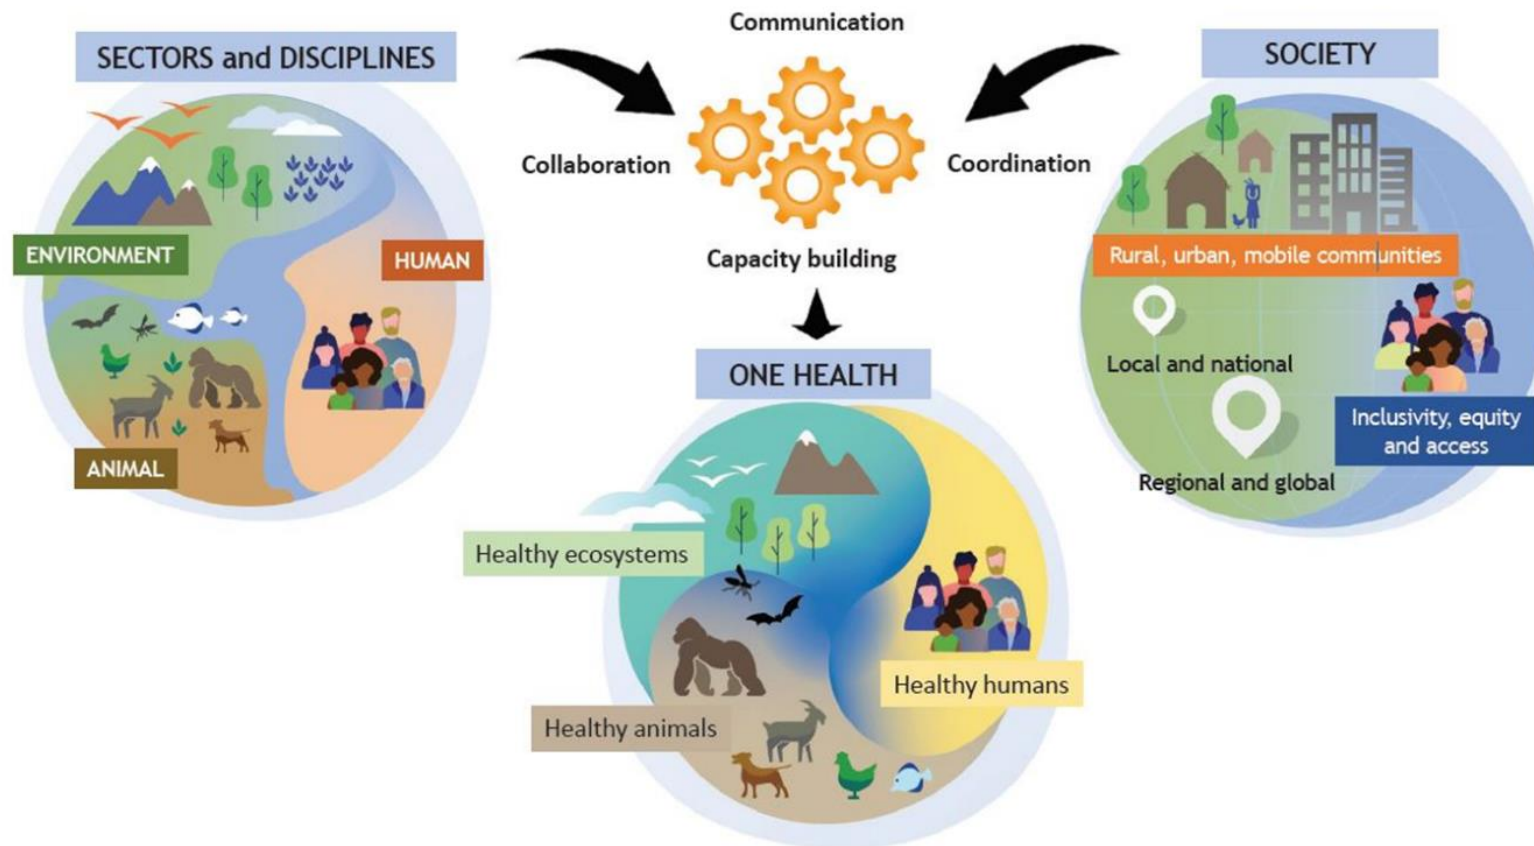 Communication
SECTORS and DISCIPLINES
SOCIETY
Collaboration
Coordination
ENVIRONMENT
HUMAN
Capacity building
Rural, urban, mobile communities
Local and national
ONE HEALTH
Inclusivity, equity
and access
ANIMAL
Regional and global
Healthy ecosystems
Healthy humans
Healthy animals